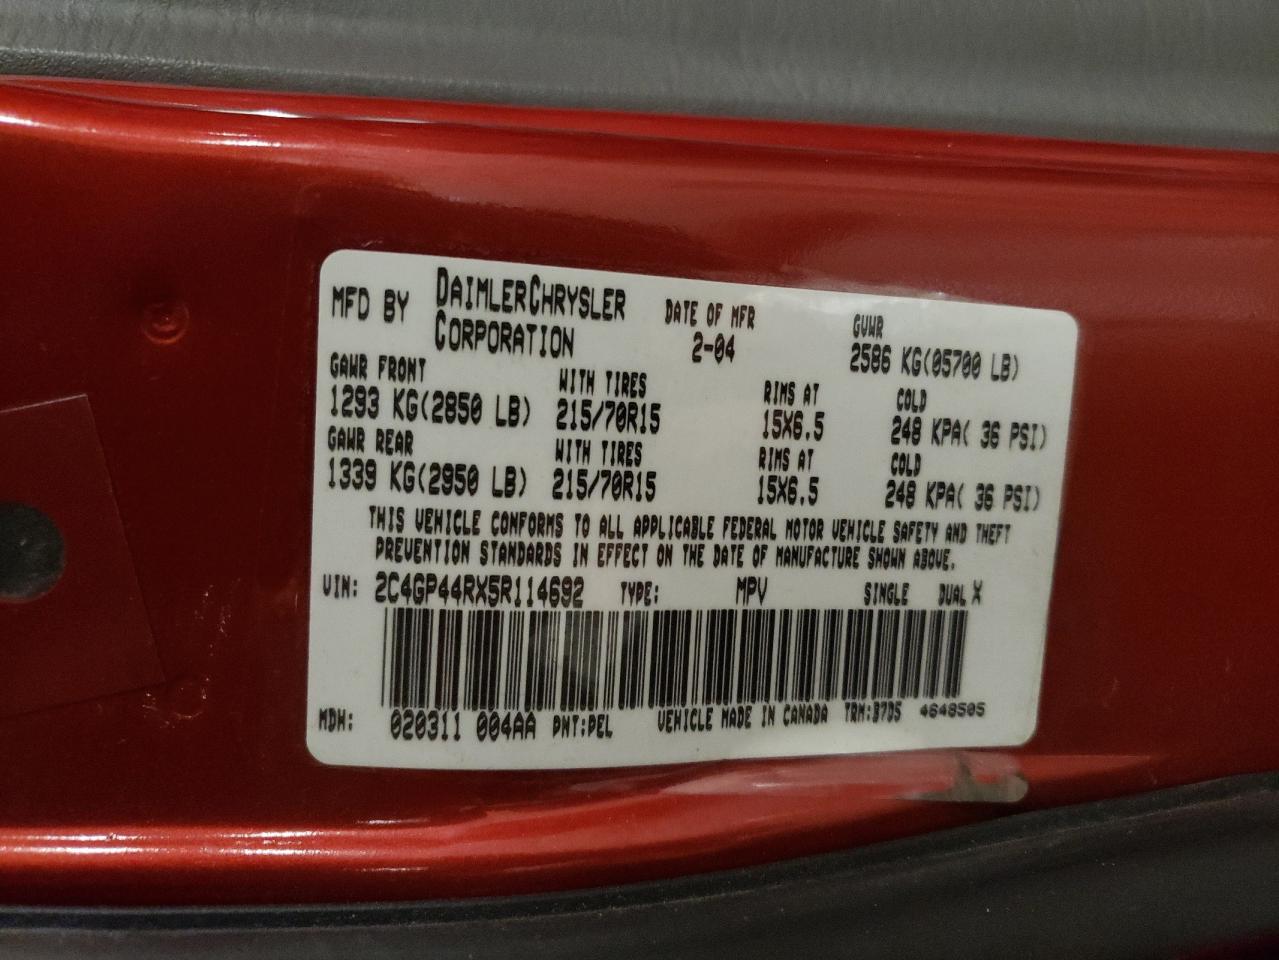 MFD BY DAIMLERCHRYSLER CORPORATION DATE OF MFR 2-04 GVWR 2586 KG(05700 LB)
GAWR FRONT WITH TIRES RIMS AT COLD
1293 KG(2850 LB) 215/70R15 15X6.5 248 KPA( 36 PSI)
GAWR REAR WITH TIRES RIMS AT COLD
1339 KG(2950 LB) 215/70R15 15X6.5 248 KPA( 36 PSI)
THIS VEHICLE CONFORMS TO ALL APPLICABLE FEDERAL MOTOR VEHICLE SAFETY AND THEFT
PREVENTION STANDARDS IN EFFECT ON THE DATE OF MANUFACTURE SHOWN ABOVE.
VIN: 2C4GP44RX5R114692 TYPE: MPV SINGLE DUAL X
MDH: 020311 004AA PNT:PEL VEHICLE MADE IN CANADA TRM:B7D5 4648505